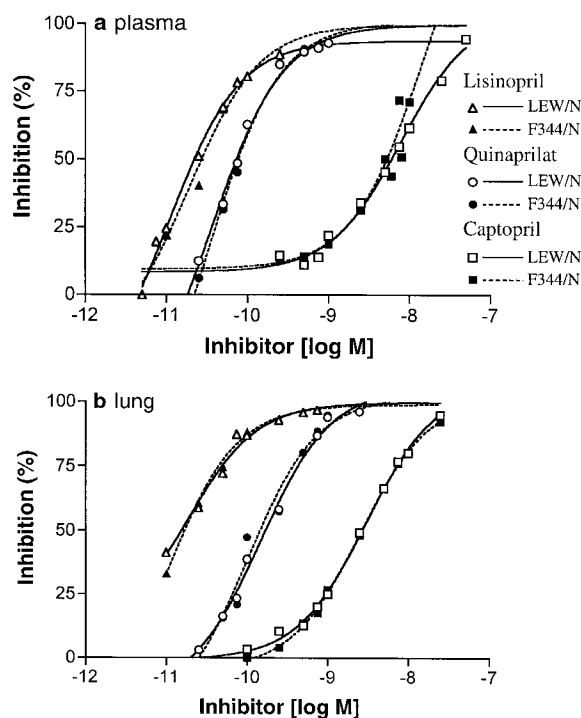 a plasma
100
75
50
25
0
Inhibition (%)
-12 -11 -10 -9 -8 -7
Inhibitor [log M]
Lisinopril
LEW/N
F344/N
Quinaprilat
LEW/N
F344/N
Captopril
LEW/N
F344/N
b lung
100
75
50
25
0
Inhibition (%)
-12 -11 -10 -9 -8 -7
Inhibitor [log M]